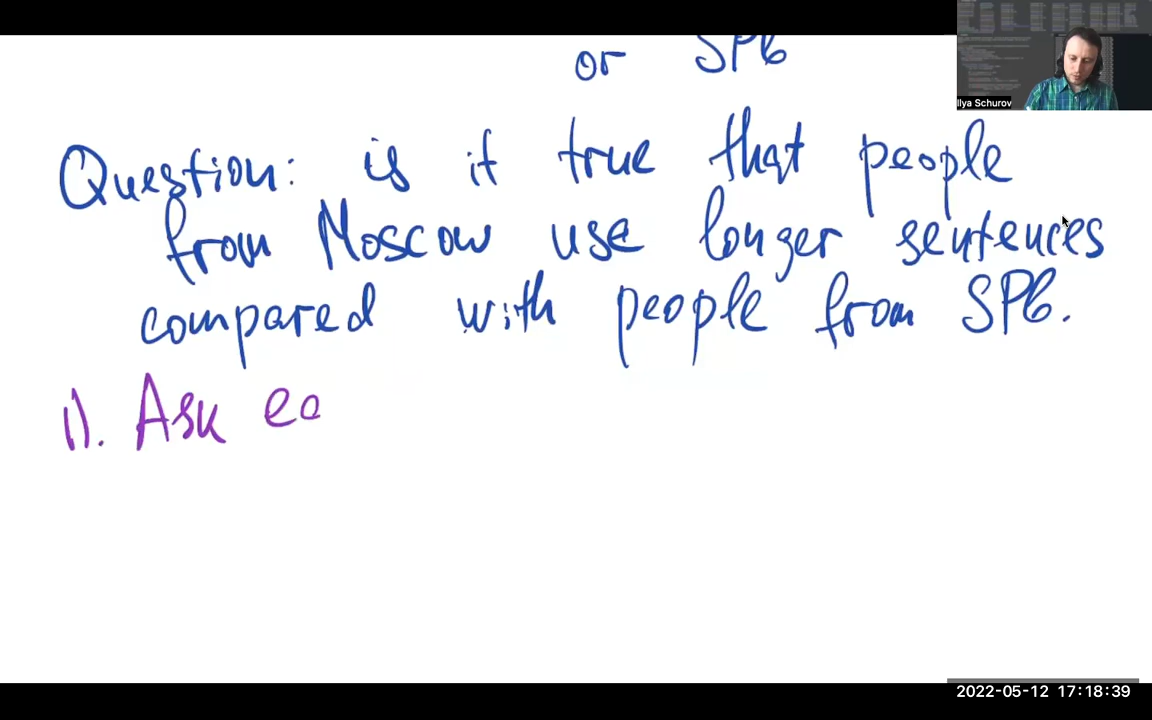 or SPb
Ilya Schurov
Question: is it true that people
from Moscow use longer sentences
compared with people from SPb.
1). Ask ea
2022-05-12 17:18:39